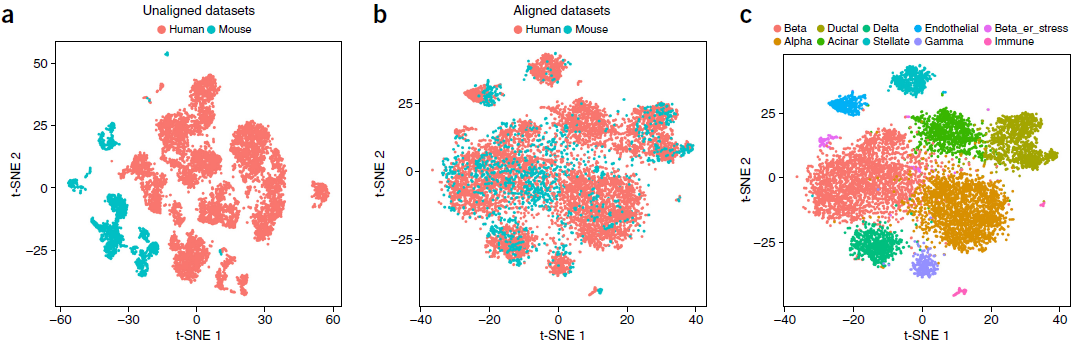 a
Unaligned datasets
Human Mouse
50
25
0
−25
−60 −30 0 30 60
t-SNE 1
t-SNE 2
b
Aligned datasets
Human Mouse
25
0
−25
−40 −20 0 20 40
t-SNE 1
t-SNE 2
c
Beta Ductal Delta Endothelial Beta_er_stress
Alpha Acinar Stellate Gamma Immune
25
0
−25
−40 −20 0 20 40
t-SNE 1
t-SNE 2